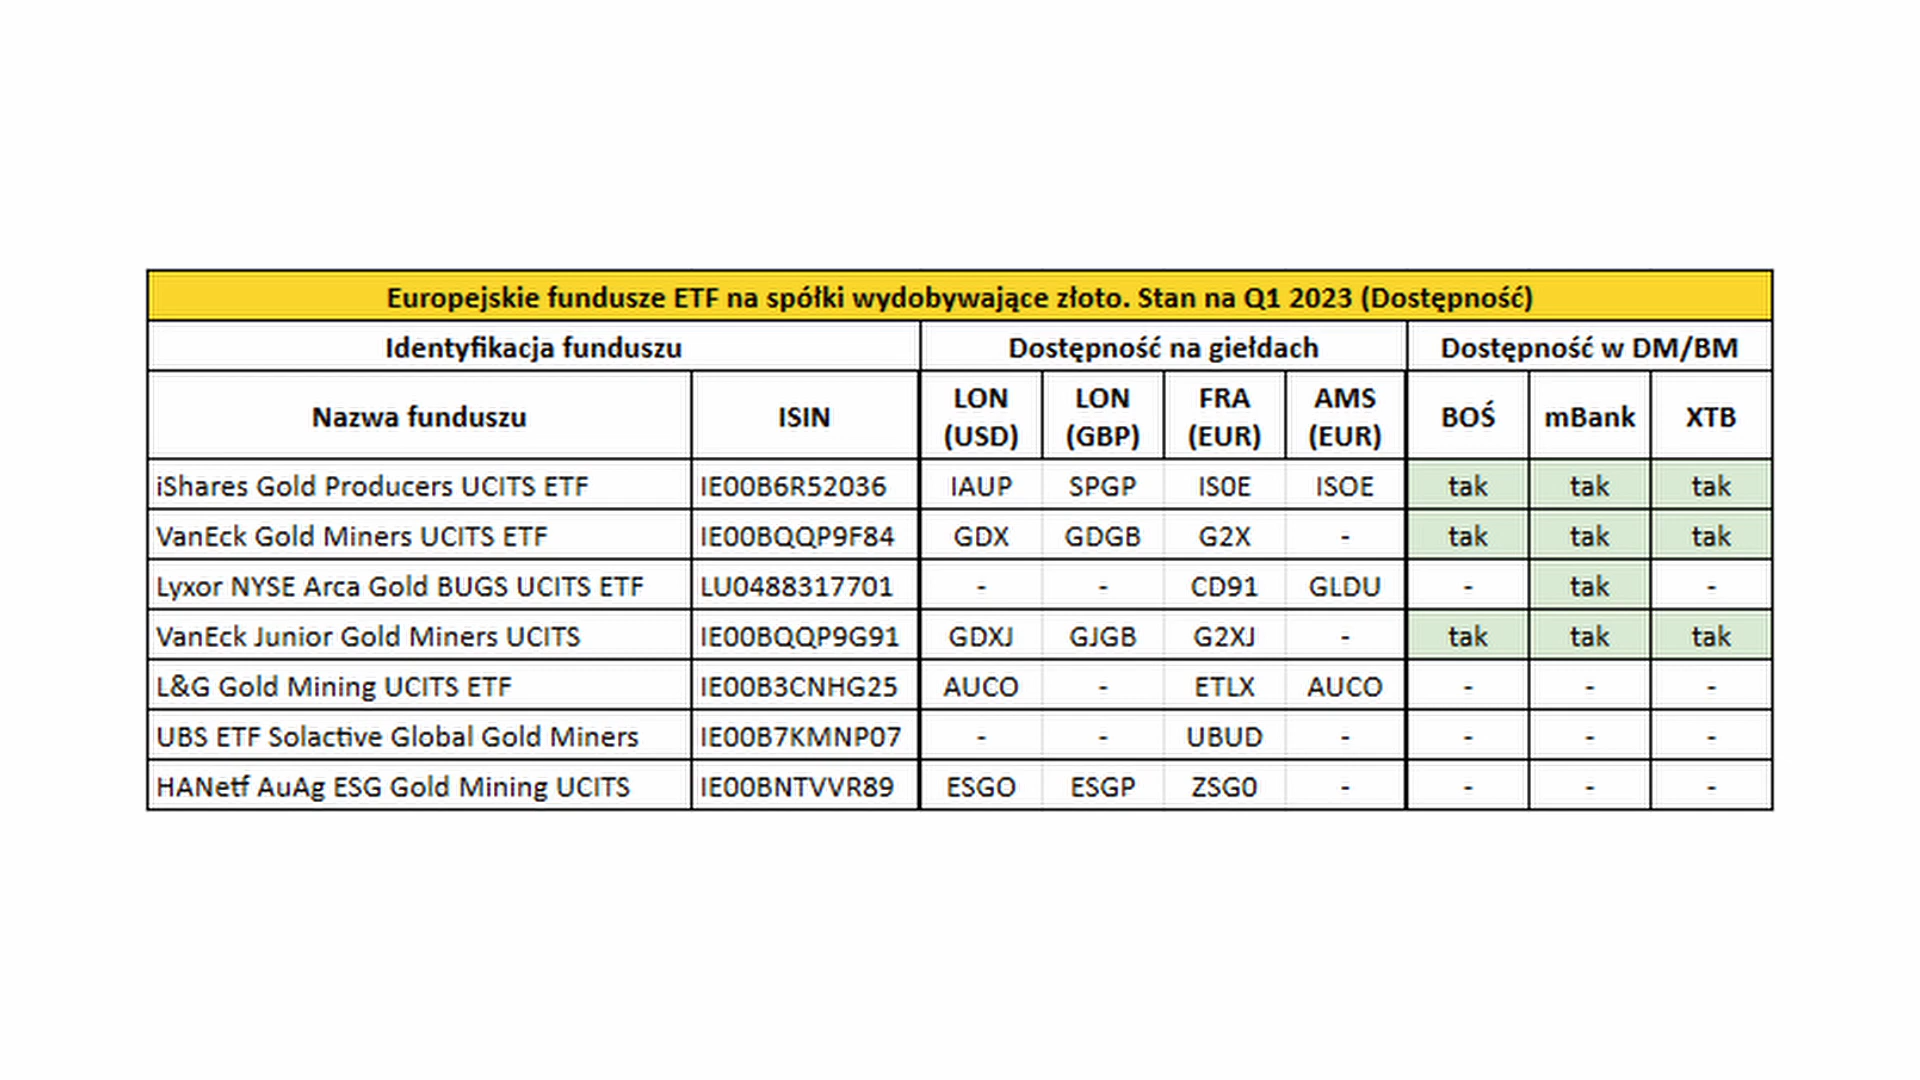 Europejskie fundusze ETF na spółki wydobywające złoto. Stan na Q1 2023 (Dostępność)
Identyfikacja funduszu Dostępność na giełdach Dostępność w DM/BM
Nazwa funduszu ISIN LON (USD) LON (GBP) FRA (EUR) AMS (EUR) BOŚ mBank XTB
iShares Gold Producers UCITS ETF IE00B6R52036 IAUP SPGP IS0E ISOE tak tak tak
VanEck Gold Miners UCITS ETF IE00BQQP9F84 GDX GDGB G2X - tak tak tak
Lyxor NYSE Arca Gold BUGS UCITS ETF LU0488317701 - - CD91 GLDU - tak -
VanEck Junior Gold Miners UCITS IE00BQQP9G91 GDXJ GJGB G2XJ - tak tak tak
L&G Gold Mining UCITS ETF IE00B3CNHG25 AUCO - ETLX AUCO - - -
UBS ETF Solactive Global Gold Miners IE00B7KMNP07 - - UBUD - - - -
HANetf AuAg ESG Gold Mining UCITS IE00BNTVVR89 ESGO ESGP ZSG0 - - - -